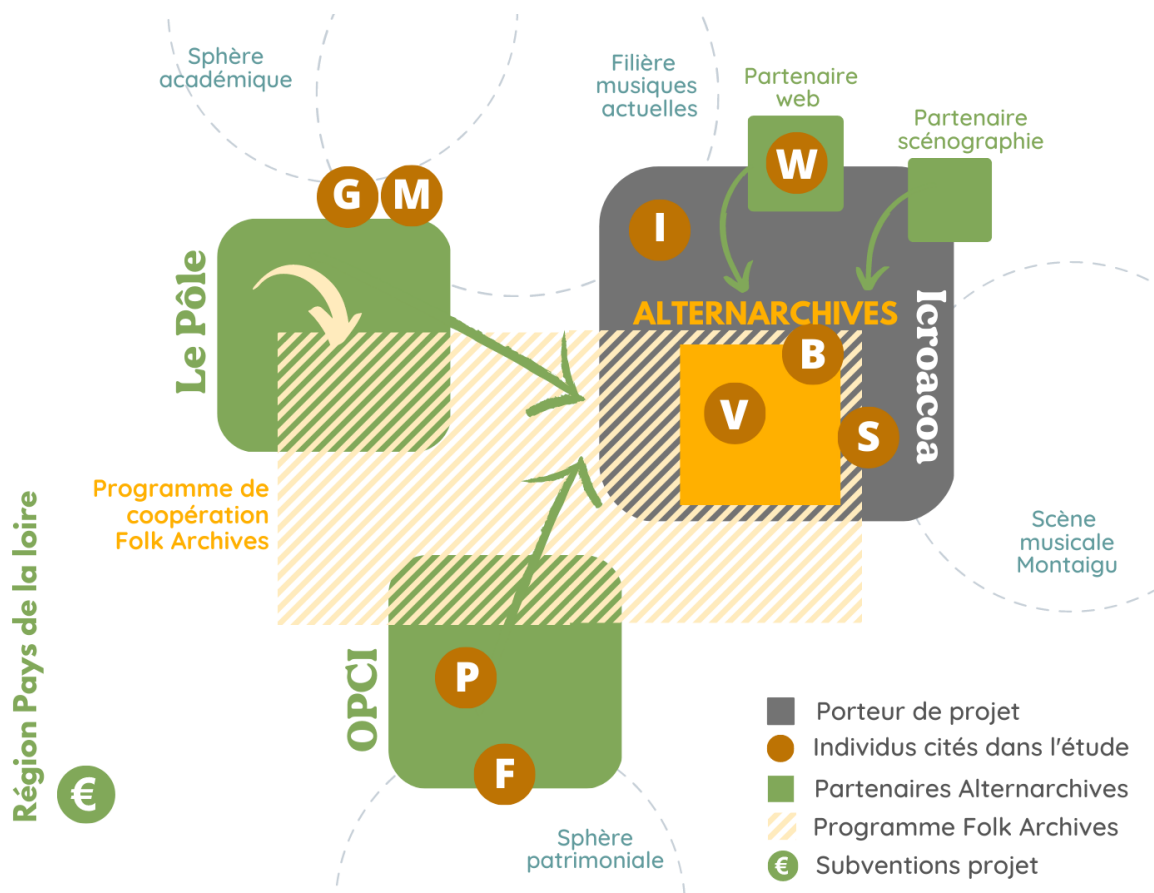 Sphère
académique
Filière
musiques
actuelles
Partenaire
web
Partenaire
scénographie
W
G
M
I
Le Pôle
ALTERNARCHIVES
Icroacoa
B
V
S
Programme de
coopération
Folk Archives
Scène
musicale
Montaigu
Région Pays de la loire
€
OPCI
P
F
Sphère
patrimoniale
Porteur de projet
Individus cités dans l'étude
Partenaires Alternarchives
Programme Folk Archives
€ Subventions projet